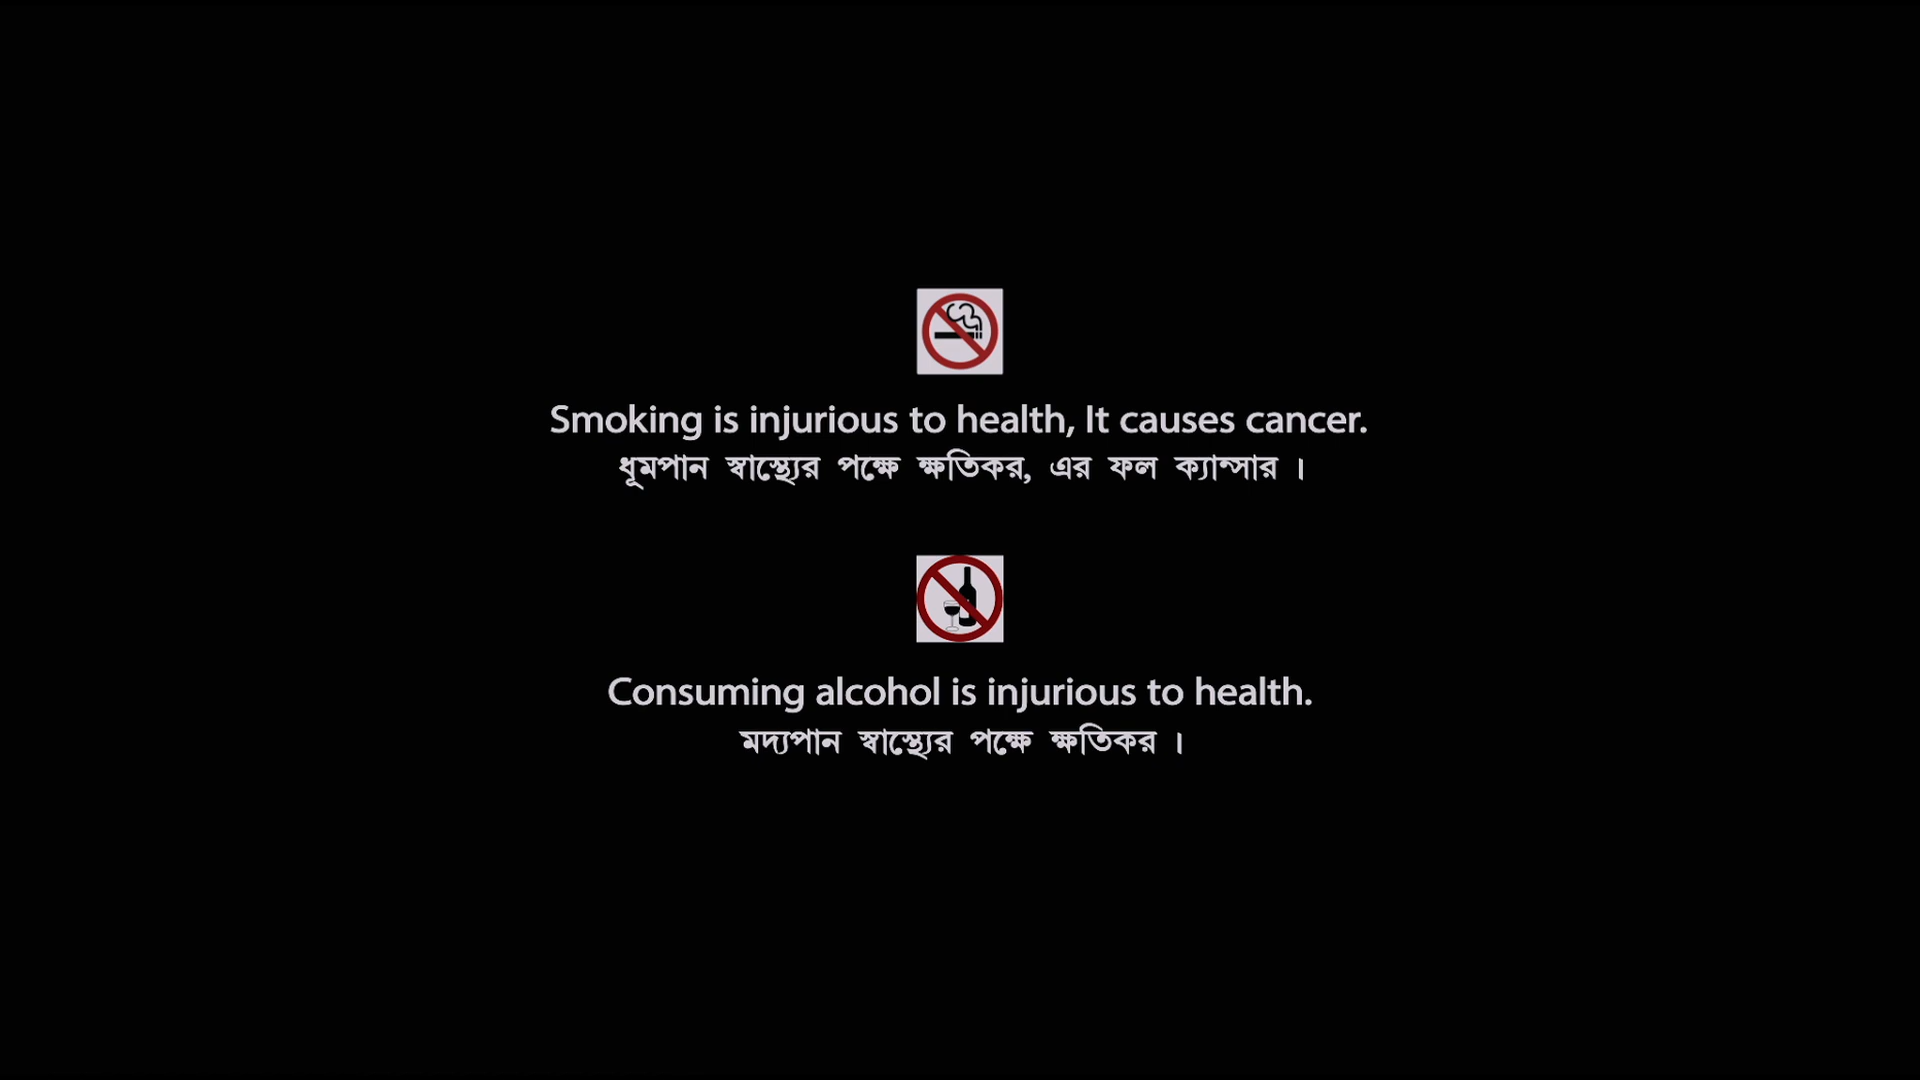 Smoking is injurious to health, It causes cancer.
ধূমপান স্বাস্থ্যের পক্ষে ক্ষতিকর, এর ফল ক্যান্সার ।
Consuming alcohol is injurious to health.
মদ্যপান স্বাস্থ্যের পক্ষে ক্ষতিকর ।